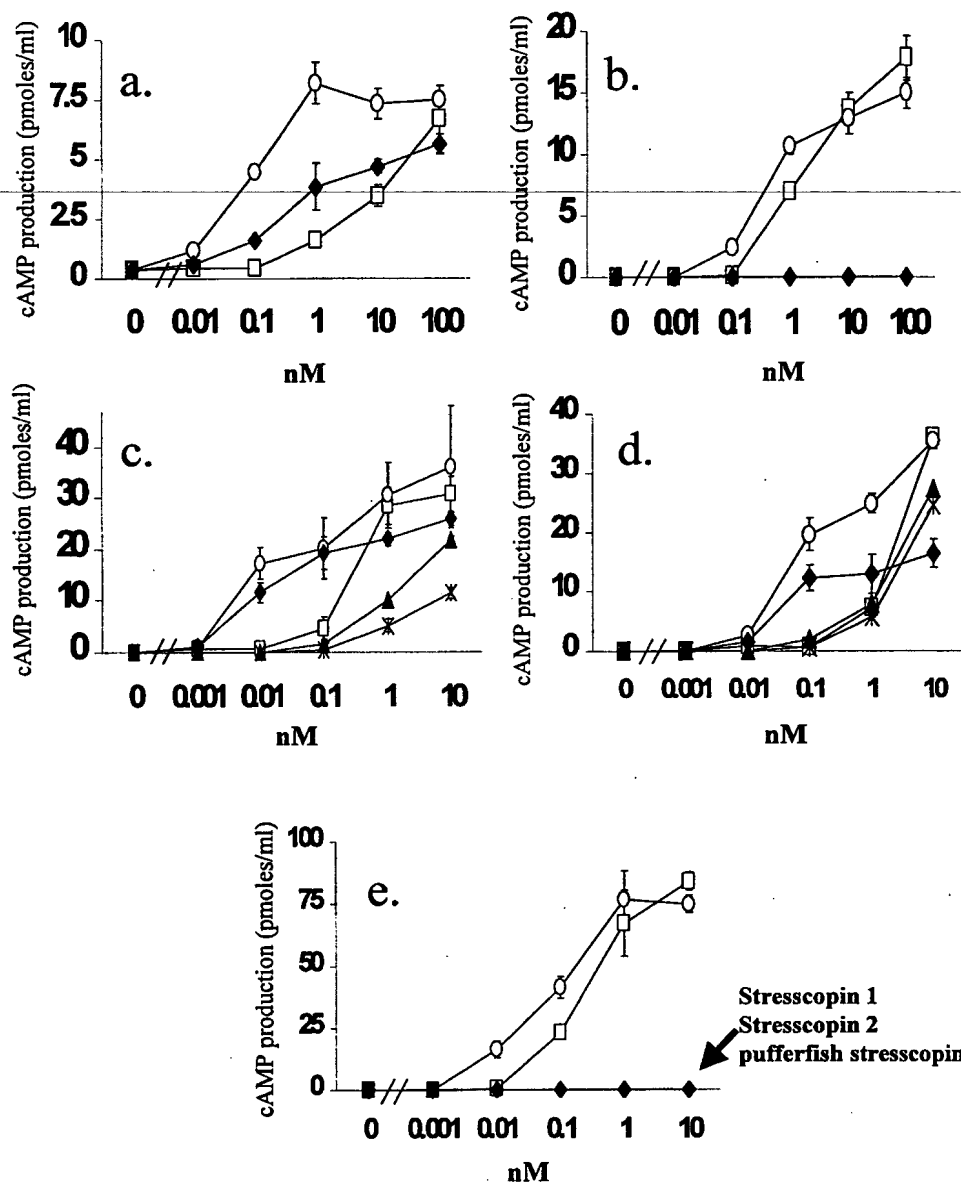 a.
cAMP production (pmoles/ml)
10
7.5
5
2.5
0
0 0.01 0.1 1 10 100
nM
b.
cAMP production (pmoles/ml)
20
15
10
5
0
0 0.01 0.1 1 10 100
nM
c.
cAMP production (pmoles/ml)
40
30
20
10
0
0 0.001 0.01 0.1 1 10
nM
d.
cAMP production (pmoles/ml)
40
30
20
10
0
0 0.001 0.01 0.1 1 10
nM
e.
cAMP production (pmoles/ml)
100
75
50
25
0
0 0.001 0.01 0.1 1 10
nM
Stresscopin 1
Stresscopin 2
pufferfish stresscopin